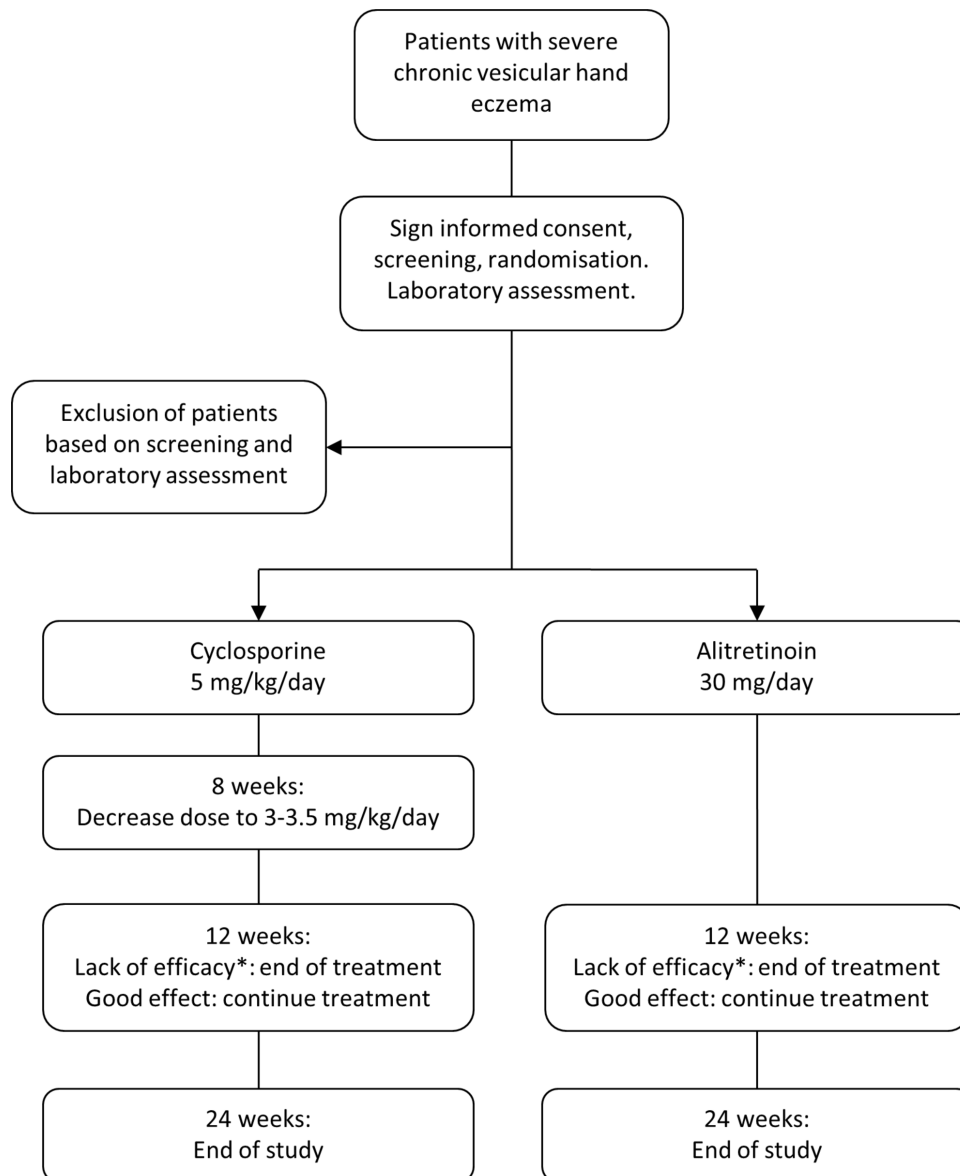 Patients with severe
chronic vesicular hand
eczema
Sign informed consent,
screening, randomisation.
Laboratory assessment.
Exclusion of patients
based on screening and
laboratory assessment
Cyclosporine
5 mg/kg/day
Alitretinoin
30 mg/day
8 weeks:
Decrease dose to 3-3.5 mg/kg/day
12 weeks:
Lack of efficacy*: end of treatment
Good effect: continue treatment
12 weeks:
Lack of efficacy*: end of treatment
Good effect: continue treatment
24 weeks:
End of study
24 weeks:
End of study